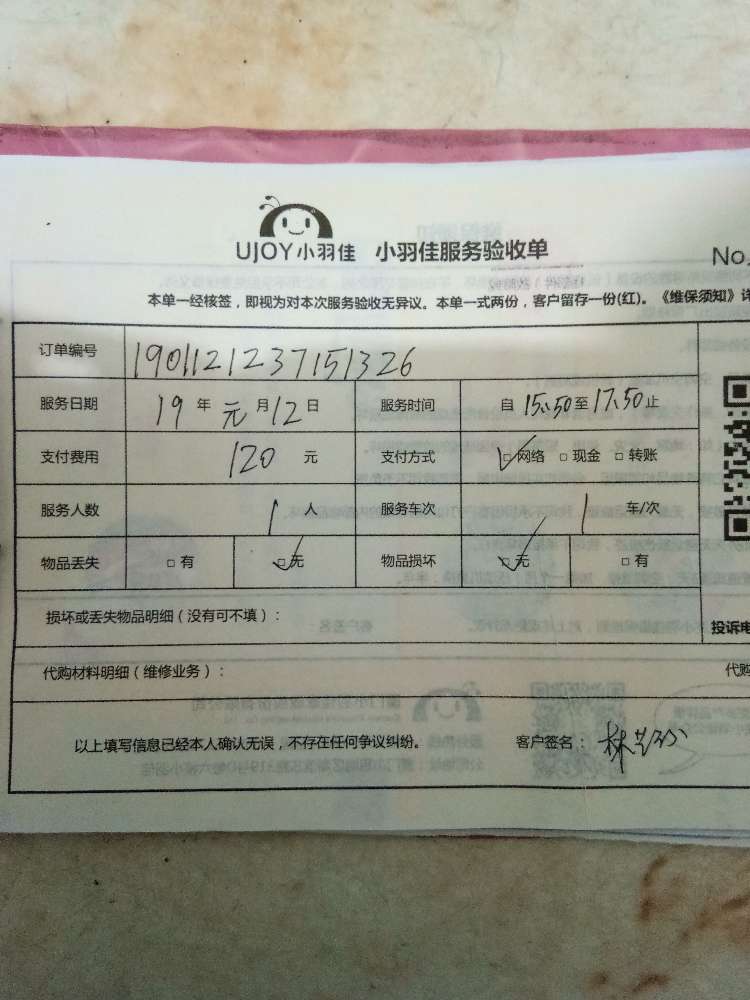 UJOY小羽佳 小羽佳服务验收单
No.
本单一经核签，即视为对本次服务验收无异议。本单一式两份，客户留存一份(红)。《维保须知》详
订单编号 1901121237151326
服务日期 19 年 元 月 12 日 服务时间 自 15:50 至 17:50 止
支付费用 120 元 支付方式 ☑ 网络 □ 现金 □ 转账
服务人数 1 人 服务车次 1 车/次
物品丢失 □ 有 ☑ 无 物品损坏 ☑ 无 □ 有
损坏或丢失物品明细（没有可不填）：
投诉电
代购材料明细（维修业务）：
代购
以上填写信息已经本人确认无误，不存在任何争议纠纷。 客户签名：